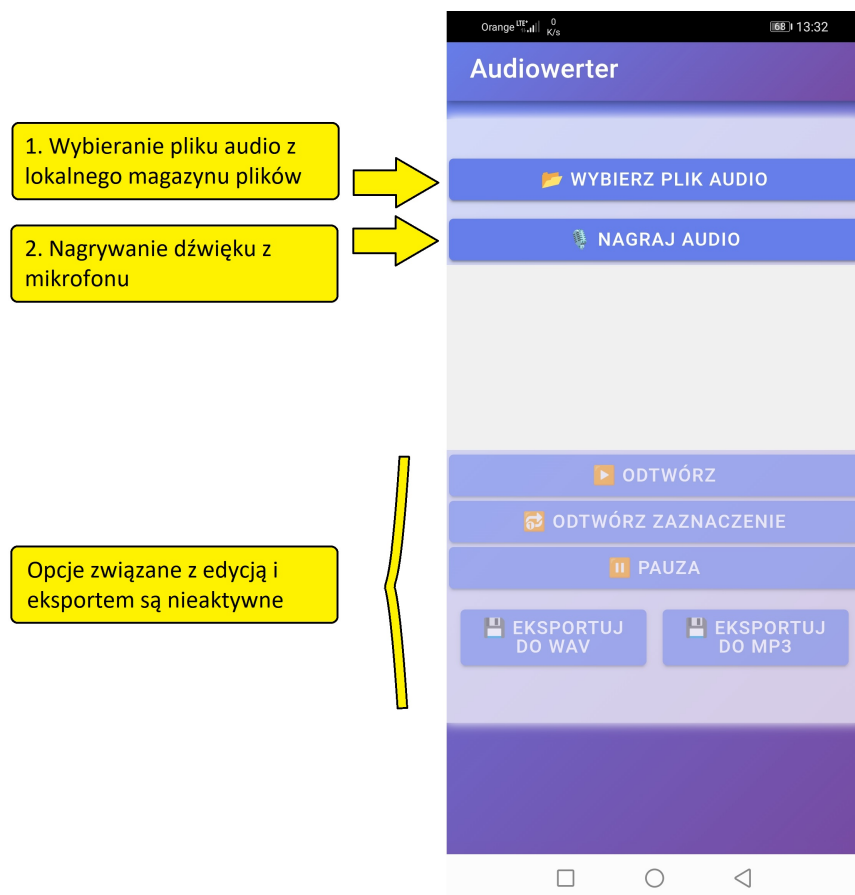 Orange LTE+ 0 K/s 68 13:32
Audiowerter
1. Wybieranie pliku audio z
lokalnego magazynu plików
WYBIERZ PLIK AUDIO
2. Nagrywanie dźwięku z
mikrofonu
NAGRAJ AUDIO
ODTWÓRZ
ODTWÓRZ ZAZNACZENIE
PAUZA
Opcje związane z edycją i
eksportem są nieaktywne
EKSPORTUJ
DO WAV
EKSPORTUJ
DO MP3